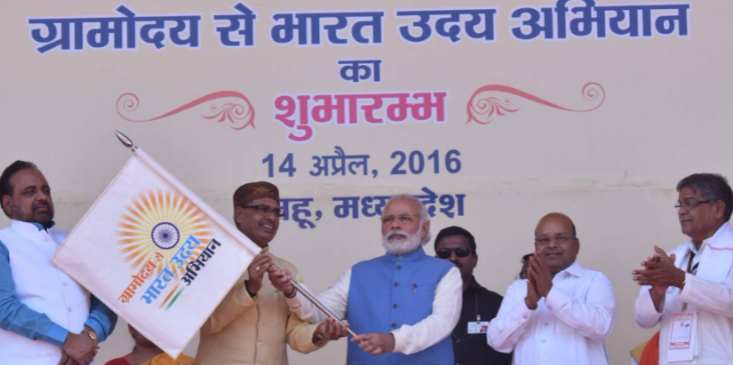 ग्रामोदय से भारत उदय अभियान
का
शुभारम्भ
14 अप्रैल, 2016
ग्रामोदय से
भारत उदय
अभियान